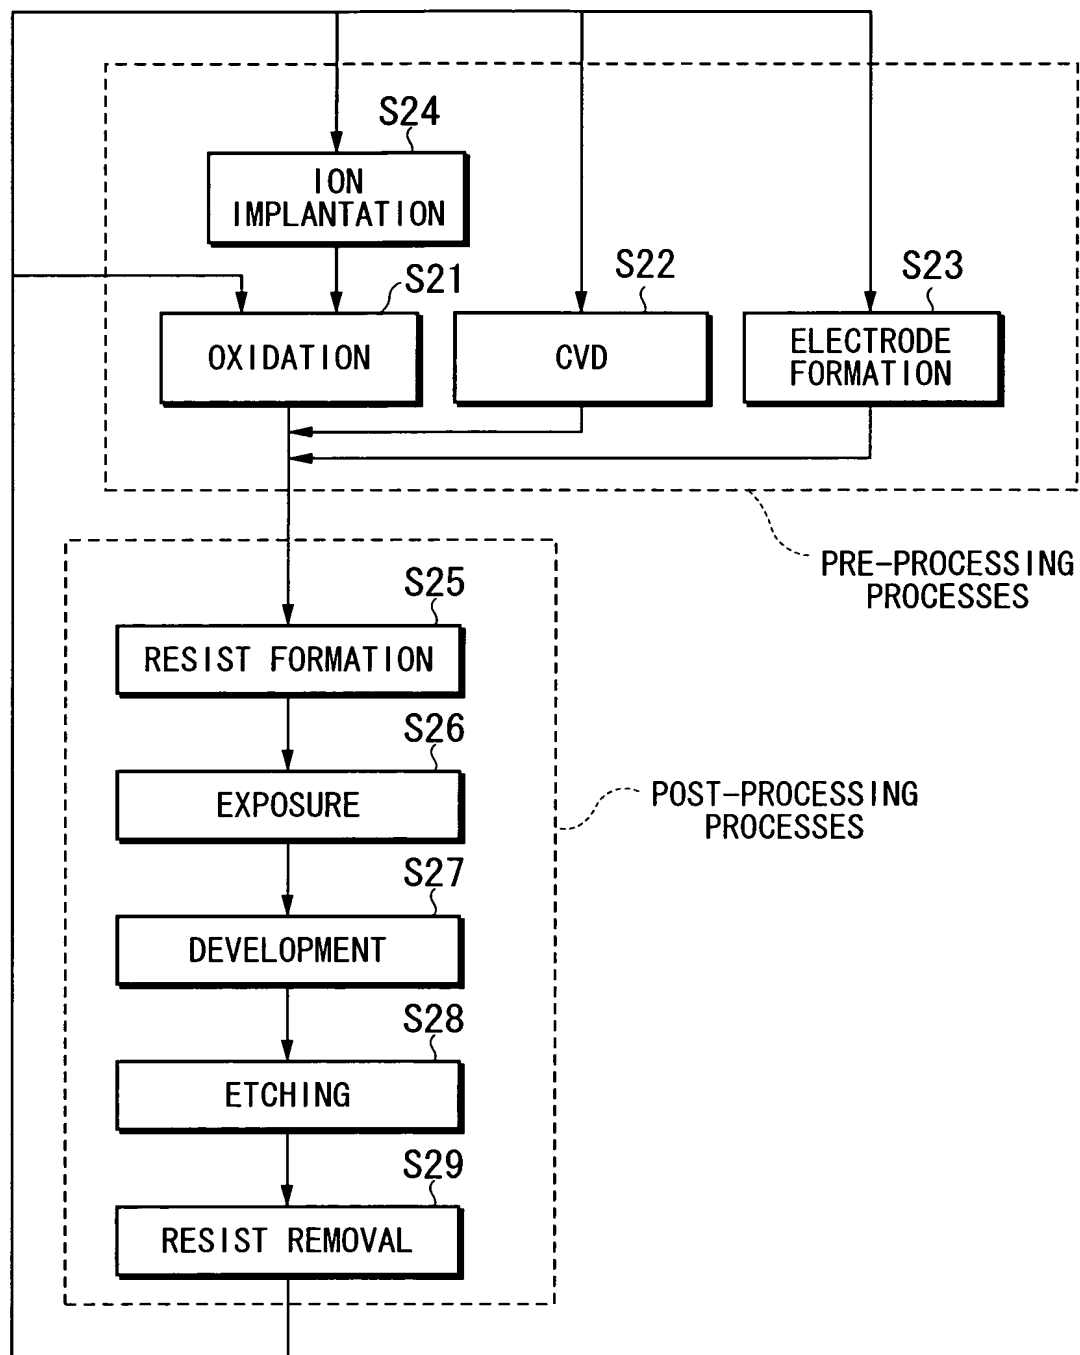 S24
ION
IMPLANTATION
S21
S22
S23
OXIDATION
CVD
ELECTRODE
FORMATION
PRE-PROCESSING
PROCESSES
S25
RESIST FORMATION
S26
EXPOSURE
POST-PROCESSING
PROCESSES
S27
DEVELOPMENT
S28
ETCHING
S29
RESIST REMOVAL